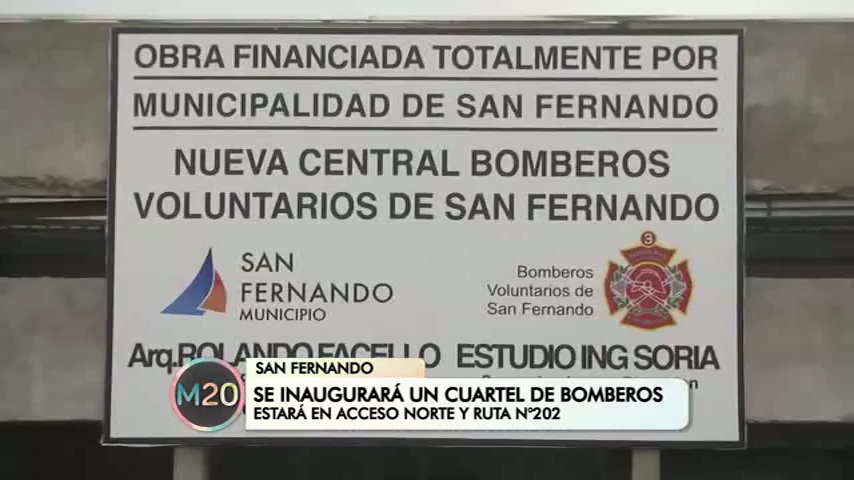 OBRA FINANCIADA TOTALMENTE POR
MUNICIPALIDAD DE SAN FERNANDO
NUEVA CENTRAL BOMBEROS
VOLUNTARIOS DE SAN FERNANDO
SAN
FERNANDO
MUNICIPIO
3
Bomberos
Voluntarios de
San Fernando
Arq.ROLANDO FACELLO
ESTUDIO ING SORIA
SAN FERNANDO
M20
SE INAUGURARÁ UN CUARTEL DE BOMBEROS
ESTARÁ EN ACCESO NORTE Y RUTA N°202